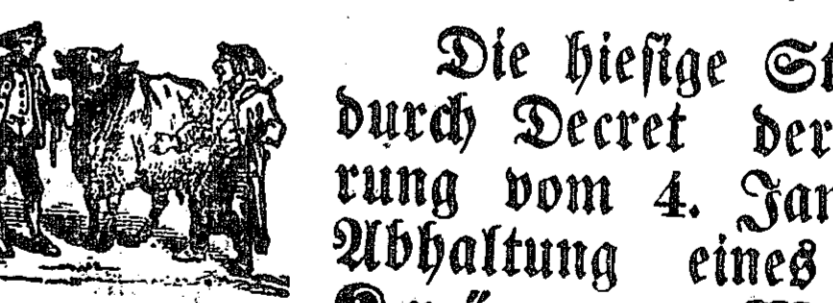 Die hiesige
durch Decret der
rung vom 4.
Abhaltung eines